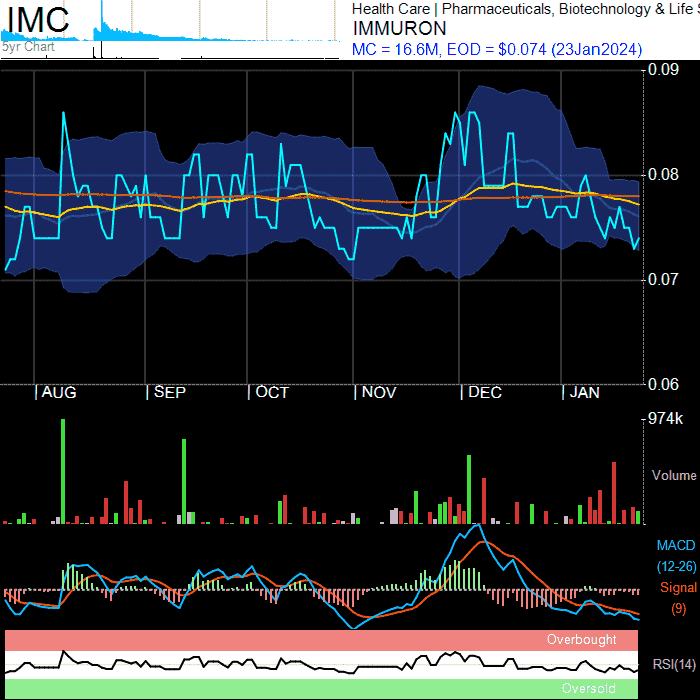 IMC
5yr Chart
Health Care | Pharmaceuticals, Biotechnology & Life
IMMURON
MC = 16.6M, EOD = $0.074 (23Jan2024)
0.09
0.08
0.07
0.06
AUG SEP OCT NOV DEC JAN
974k
Volume
MACD
(12-26)
Signal
(9)
Overbought
RSI(14)
Oversold